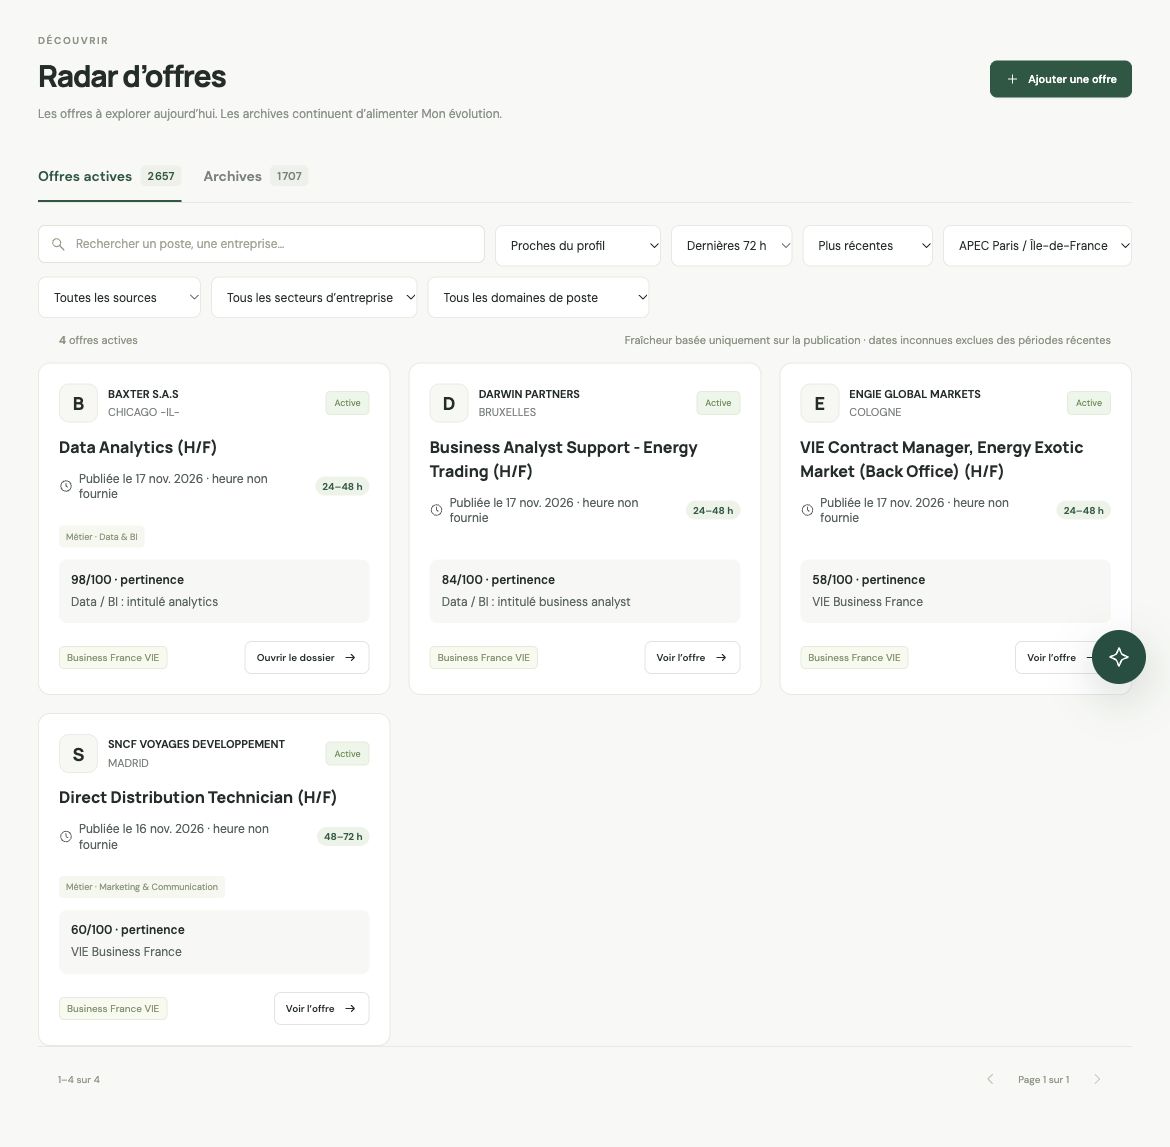 DÉCOUVRIR
Radar d’offres
+ Ajouter une offre
Les offres à explorer aujourd’hui. Les archives continuent d’alimenter Mon évolution.
Offres actives 2 657 Archives 1 707
Rechercher un poste, une entreprise…
Proches du profil
Dernières 72 h
Plus récentes
APEC Paris / Île-de-France
Toutes les sources
Tous les secteurs d’entreprise
Tous les domaines de poste
4 offres actives
Fraîcheur basée uniquement sur la publication · dates inconnues exclues des périodes récentes
B
BAXTER S.A.S
CHICAGO -IL-
Active
Data Analytics (H/F)
Publiée le 17 nov. 2026 · heure non
fournie
24–48 h
Métier · Data & BI
98/100 · pertinence
Data / BI : intitulé analytics
Business France VIE
Ouvrir le dossier →
D
DARWIN PARTNERS
BRUXELLES
Active
Business Analyst Support - Energy
Trading (H/F)
Publiée le 17 nov. 2026 · heure non
fournie
24–48 h
84/100 · pertinence
Data / BI : intitulé business analyst
Business France VIE
Voir l’offre →
E
ENGIE GLOBAL MARKETS
COLOGNE
Active
VIE Contract Manager, Energy Exotic
Market (Back Office) (H/F)
Publiée le 17 nov. 2026 · heure non
fournie
24–48 h
58/100 · pertinence
VIE Business France
Business France VIE
Voir l’offre
S
SNCF VOYAGES DEVELOPPEMENT
MADRID
Active
Direct Distribution Technician (H/F)
Publiée le 16 nov. 2026 · heure non
fournie
48–72 h
Métier · Marketing & Communication
60/100 · pertinence
VIE Business France
Business France VIE
Voir l’offre →
1–4 sur 4
Page 1 sur 1